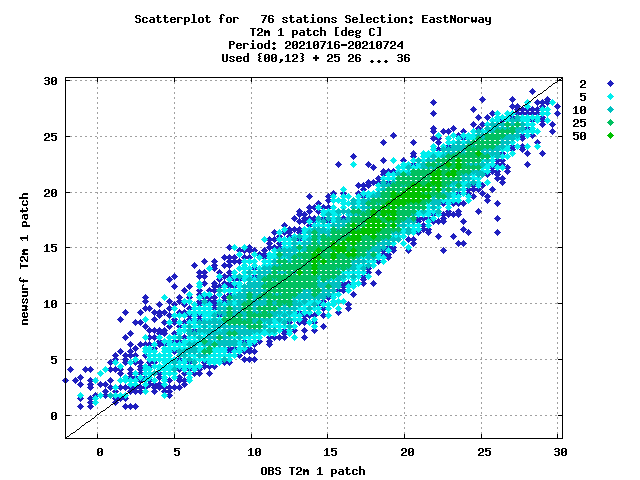 Scatterplot for   76 stations Selection: EastNorway
T2m 1 patch [deg C]
Period: 20210716-20210724
Used {00,12} + 25 26 ... 36
2
5
10
25
50
30
25
20
15
10
5
0
newsurf T2m 1 patch
0 5 10 15 20 25 30
OBS T2m 1 patch